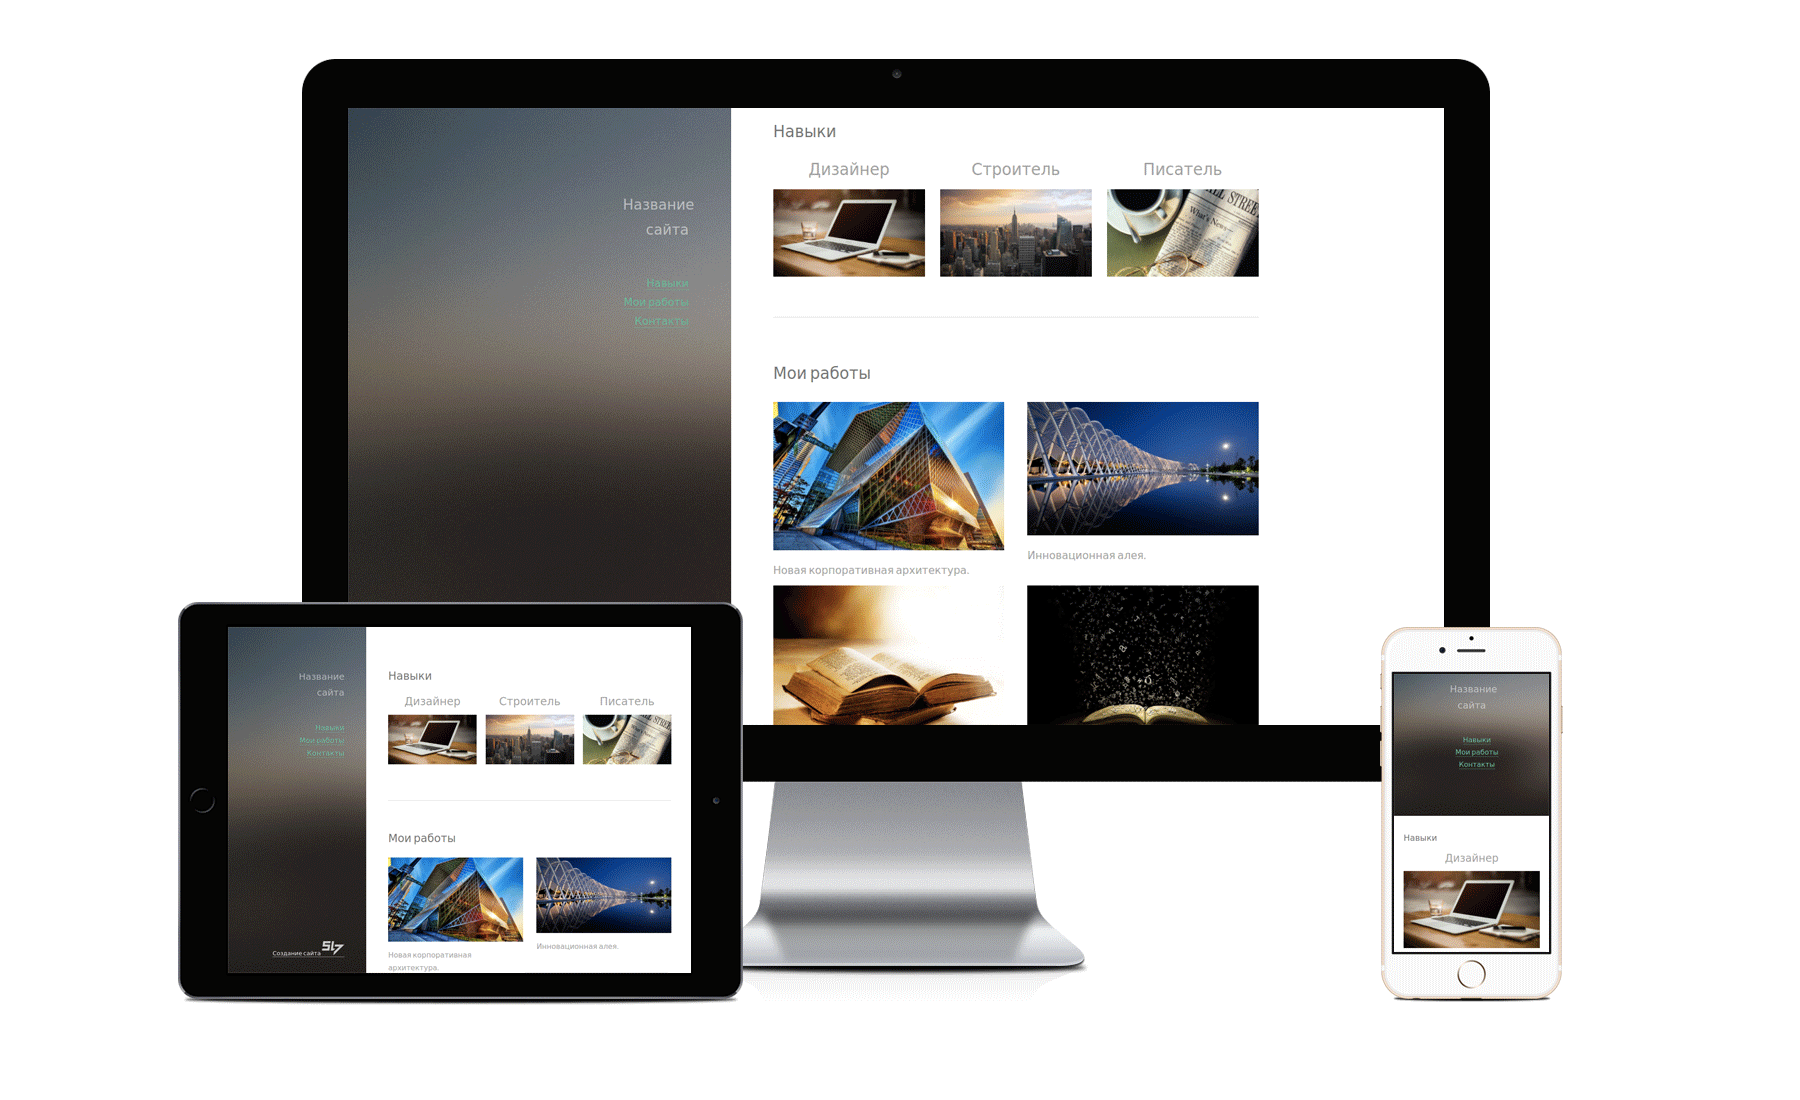 Название
сайта
Навыки
Мои работы
Контакты
Навыки
Дизайнер
Строитель
Писатель
What's News
Мои работы
Новая корпоративная архитектура.
Инновационная алея.
Название
сайта
Навыки
Мои работы
Контакты
Создание сайта
Навыки
Дизайнер
Строитель
Писатель
Мои работы
Новая корпоративная
архитектура.
Инновационная алея.
Название
сайта
Навыки
Мои работы
Контакты
Навыки
Дизайнер